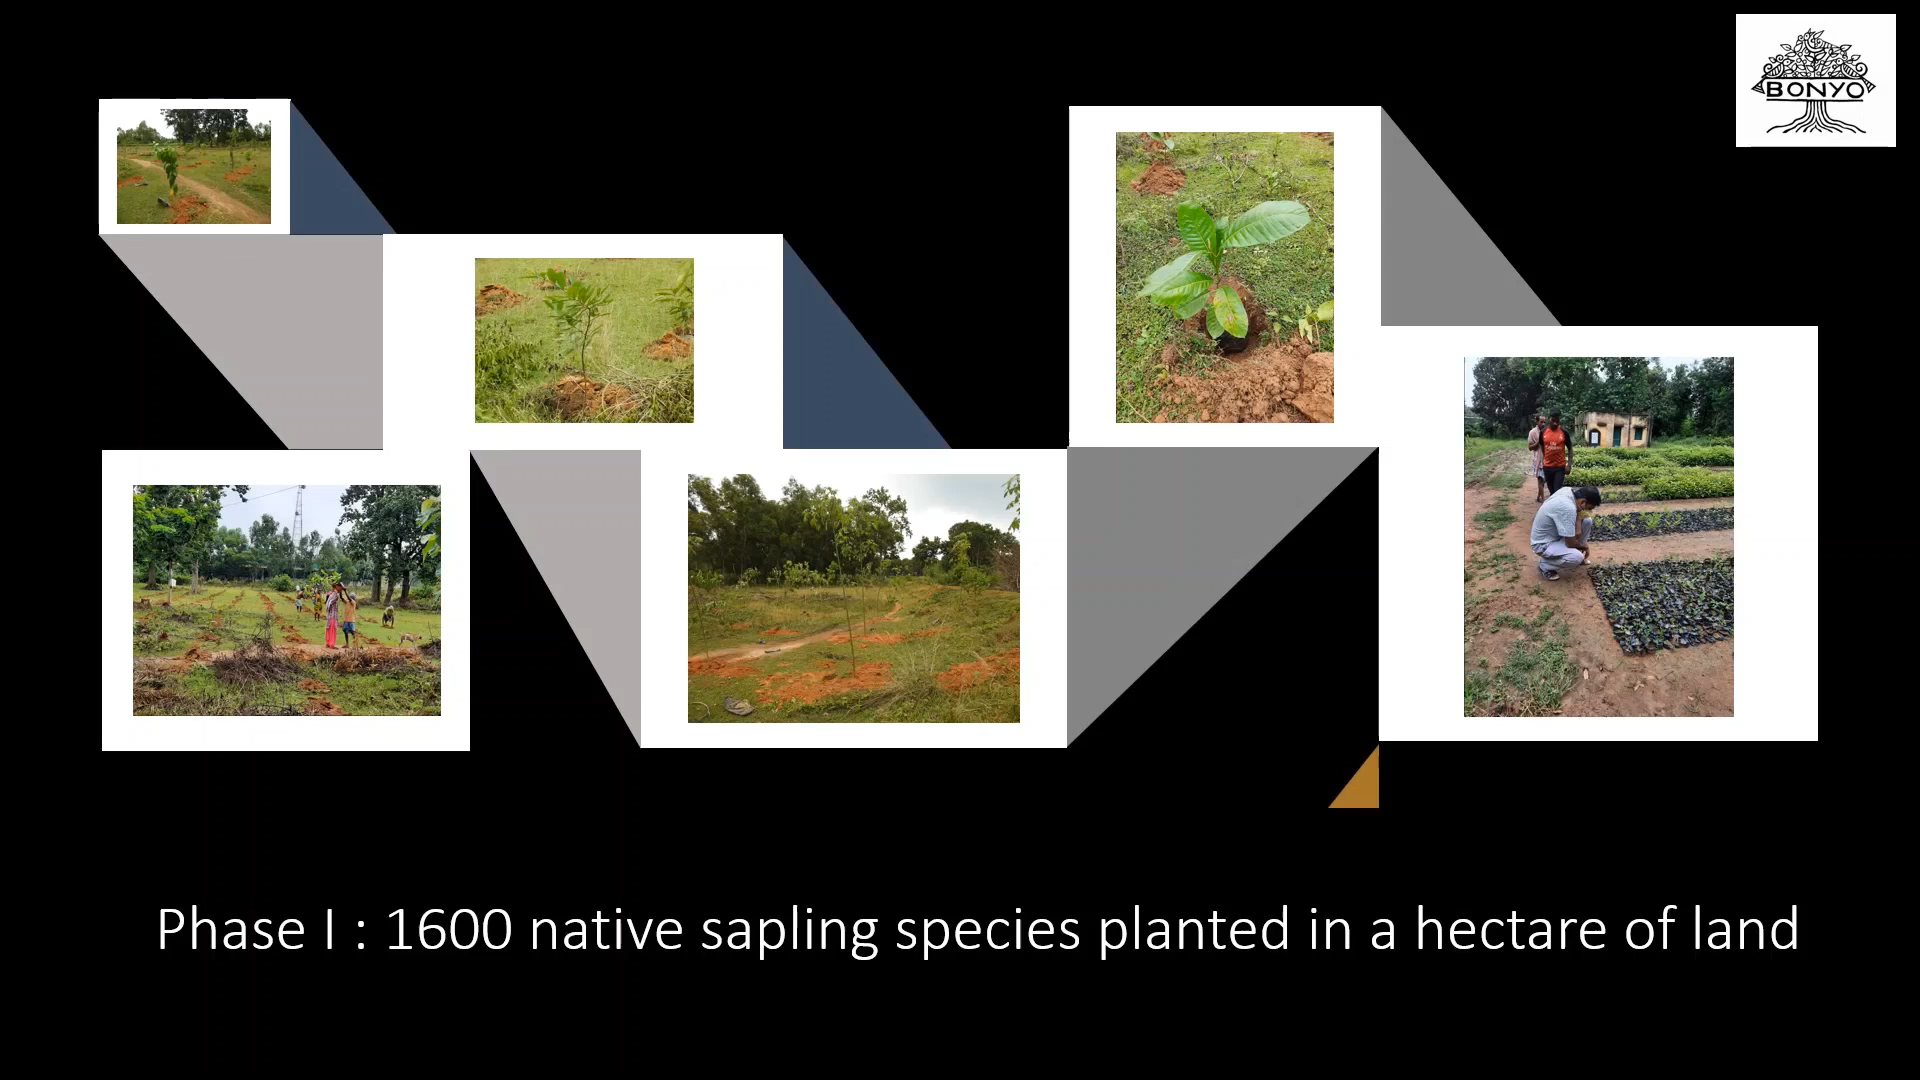 BONYO
Phase I : 1600 native sapling species planted in a hectare of land